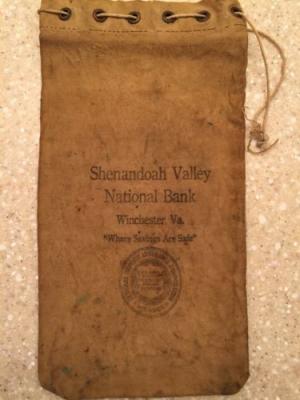 Shenandoah Valley
National Bank
Winchester, Va.
"Where Savings Are Safe"